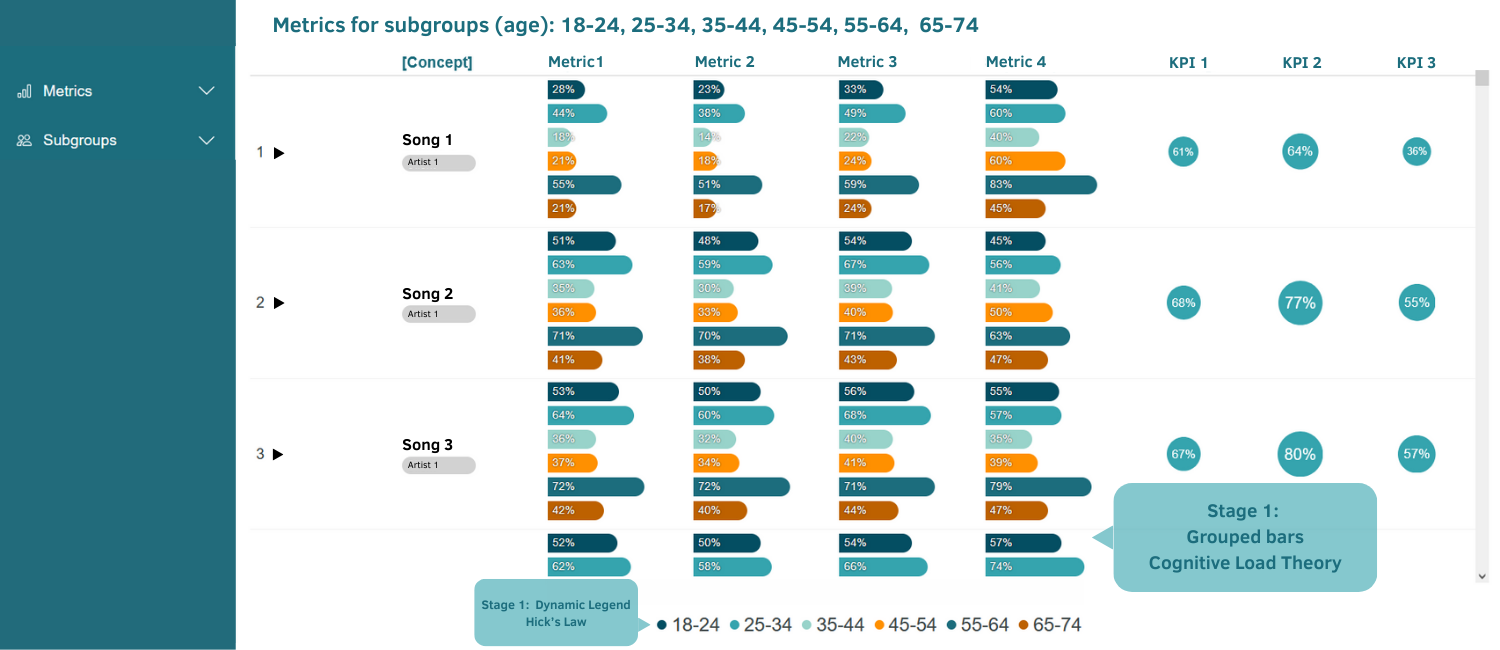 Metrics for subgroups (age): 18-24, 25-34, 35-44, 45-54, 55-64, 65-74
[Concept] Metric1 Metric 2 Metric 3 Metric 4 KPI 1 KPI 2 KPI 3
Metrics
Subgroups
28% 23% 33% 54%
44% 38% 49% 60%
18% 14% 22% 40%
Song 1
1 61% 64% 36%
Artist 1
21% 18% 24% 60%
55% 51% 59% 83%
21% 17% 24% 45%
51% 48% 54% 45%
63% 59% 67% 56%
35% 30% 39% 41%
Song 2
2 68% 77% 55%
Artist 1
36% 33% 40% 50%
71% 70% 71% 63%
41% 38% 43% 47%
53% 50% 56% 55%
64% 60% 68% 57%
36% 32% 40% 35%
Song 3
3 67% 80% 57%
Artist 1
37% 34% 41% 39%
72% 72% 71% 79%
42% 40% 44% 47%
52% 50% 54% 57%
62% 58% 66% 74%
Stage 1:
Grouped bars
Cognitive Load Theory
Stage 1: Dynamic Legend
Hick's Law
18-24 25-34 35-44 45-54 55-64 65-74